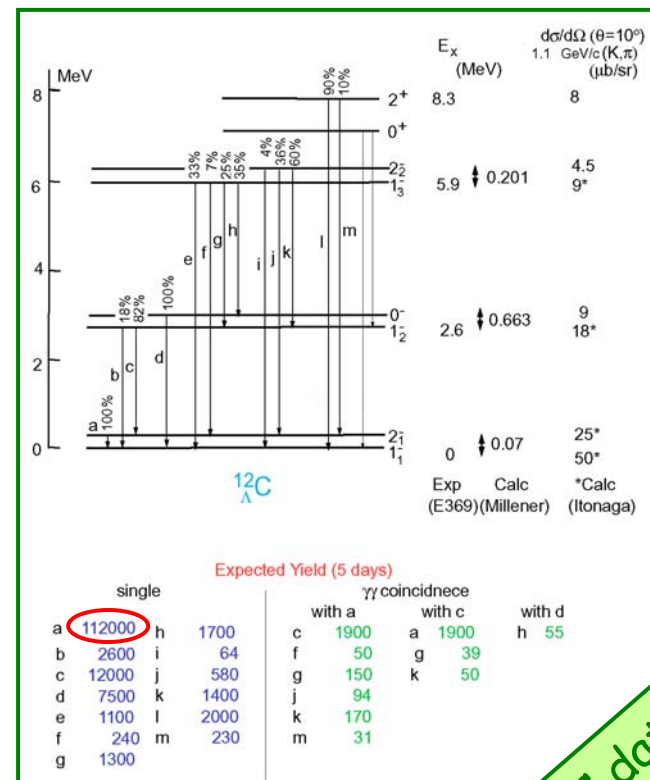 dσ/dΩ (θ=10°)
Eₓ 1.1 GeV/c (K,π)
(MeV) (μb/sr)
MeV
8
90%
10%
2⁺ 8.3 8
0⁺
33%
7%
25%
35%
4%
36%
60%
2⁻₂ 4.5
6
1⁻₃ 5.9 0.201 9*
e f g h i j k l m
4
18%
82%
100%
0⁻ 9
1⁻₂ 2.6 0.663 18*
2
b c d
a 100%
2⁻₁ 25*
0
1⁻₁ 0 0.07 50*
¹²ΛC
Exp Calc *Calc
(E369) (Millener) (Itonaga)
Expected Yield (5 days)
single γγ coincidnece
with a with c with d
a 112000 h 1700 c 1900 a 1900 h 55
b 2600 i 64 f 50 g 39
c 12000 j 580 g 150 k 50
d 7500 k 1400 j 94
e 1100 l 2000 k 170
f 240 m 230 m 31
g 1300